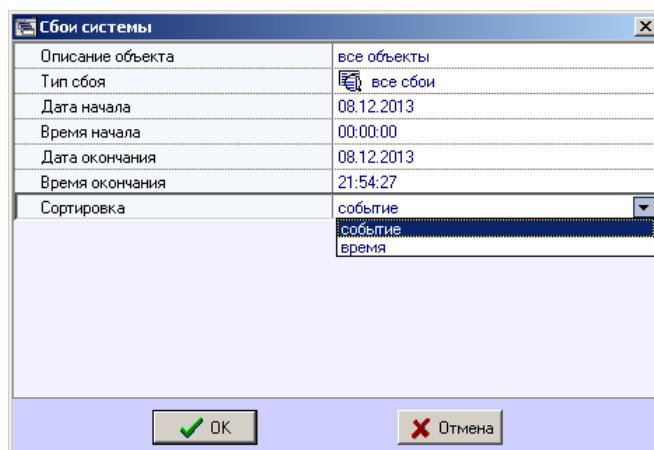 Сбои системы
Описание объекта все объекты
Тип сбоя все сбои
Дата начала 08.12.2013
Время начала 00:00:00
Дата окончания 08.12.2013
Время окончания 21:54:27
Сортировка событие
событие
время
OK Отмена